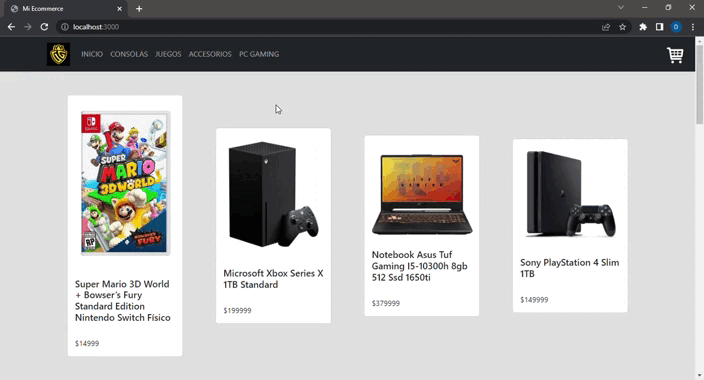 Mi Ecommerce
localhost:3000
INICIO CONSOLAS JUEGOS ACCESORIOS PC GAMING
SUPER
MARIO
3D WORLD
BOWSER'S
FURY
RP
Super Mario 3D World
+ Bowser's Fury
Standard Edition
Nintendo Switch Físico
$14999
Microsoft Xbox Series X
1TB Standard
$199999
Notebook Asus Tuf
Gaming I5-10300h 8gb
512 Ssd 1650ti
$379999
Sony PlayStation 4 Slim
1TB
$149999